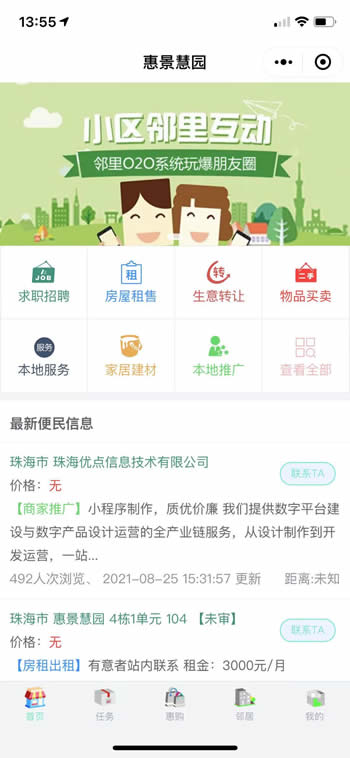 13:55
惠景慧园
小区邻里互动
邻里O2O系统玩爆朋友圈
JOB
租
转
二手
求职招聘
房屋租售
生意转让
物品买卖
服务
本地服务
家居建材
本地推广
查看全部
最新便民信息
珠海市 珠海优点信息技术有限公司
联系TA
价格：无
【商家推广】小程序制作，质优价廉 我们提供数字平台建
设与数字产品设计运营的全产业链服务，从设计制作到开
发运营，一站...
492人次浏览、 2021-08-25 15:31:57 更新
距离:未知
珠海市 惠景慧园 4栋1单元 104 【未审】
联系TA
价格：无
【房租出租】有意者站内联系 租金：3000元/月
首页
任务
惠购
邻居
我的